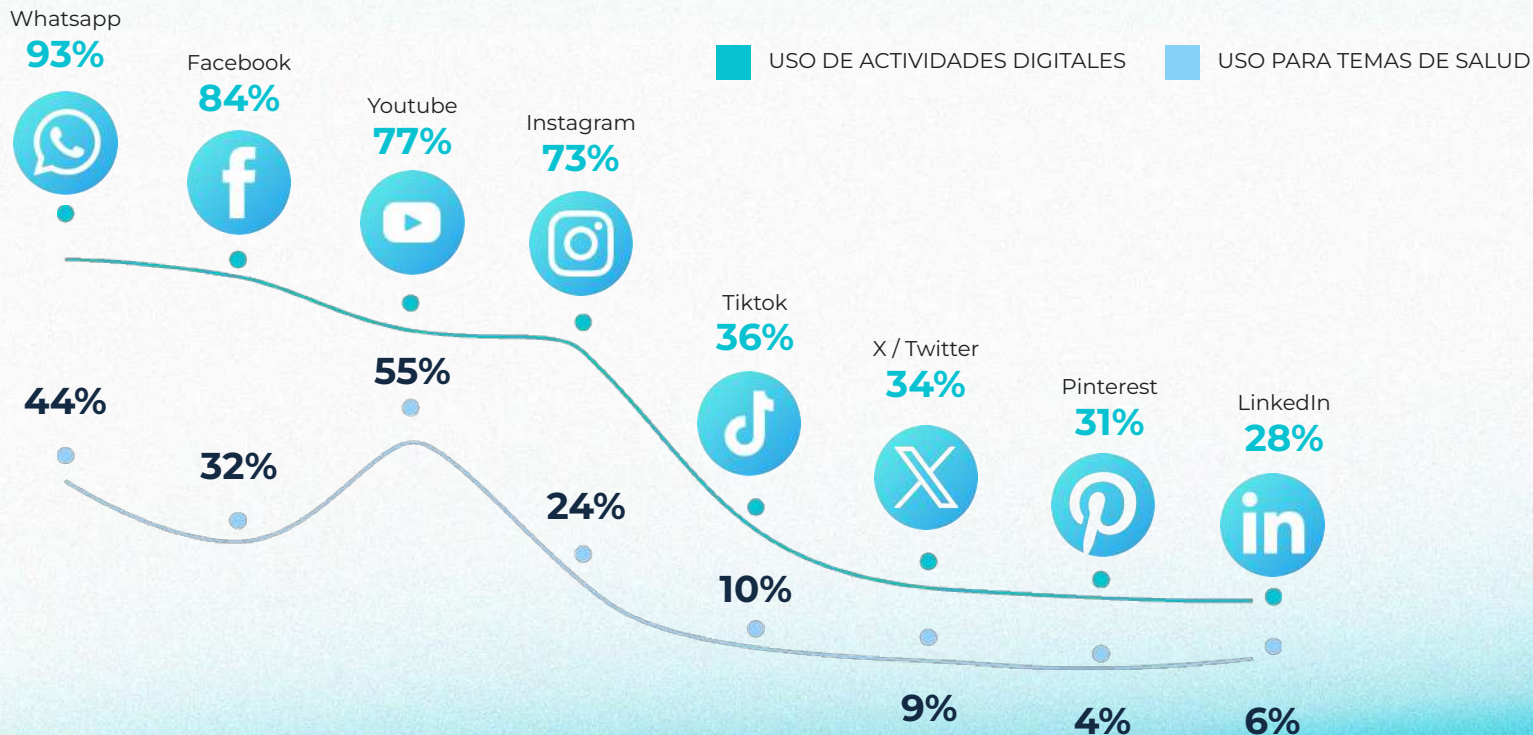 Whatsapp
93%
Facebook
84%
Youtube
77%
Instagram
73%
USO DE ACTIVIDADES DIGITALES
USO PARA TEMAS DE SALUD
Tiktok
36%
X / Twitter
34%
Pinterest
31%
LinkedIn
28%
44%
32%
55%
24%
10%
9%
4%
6%